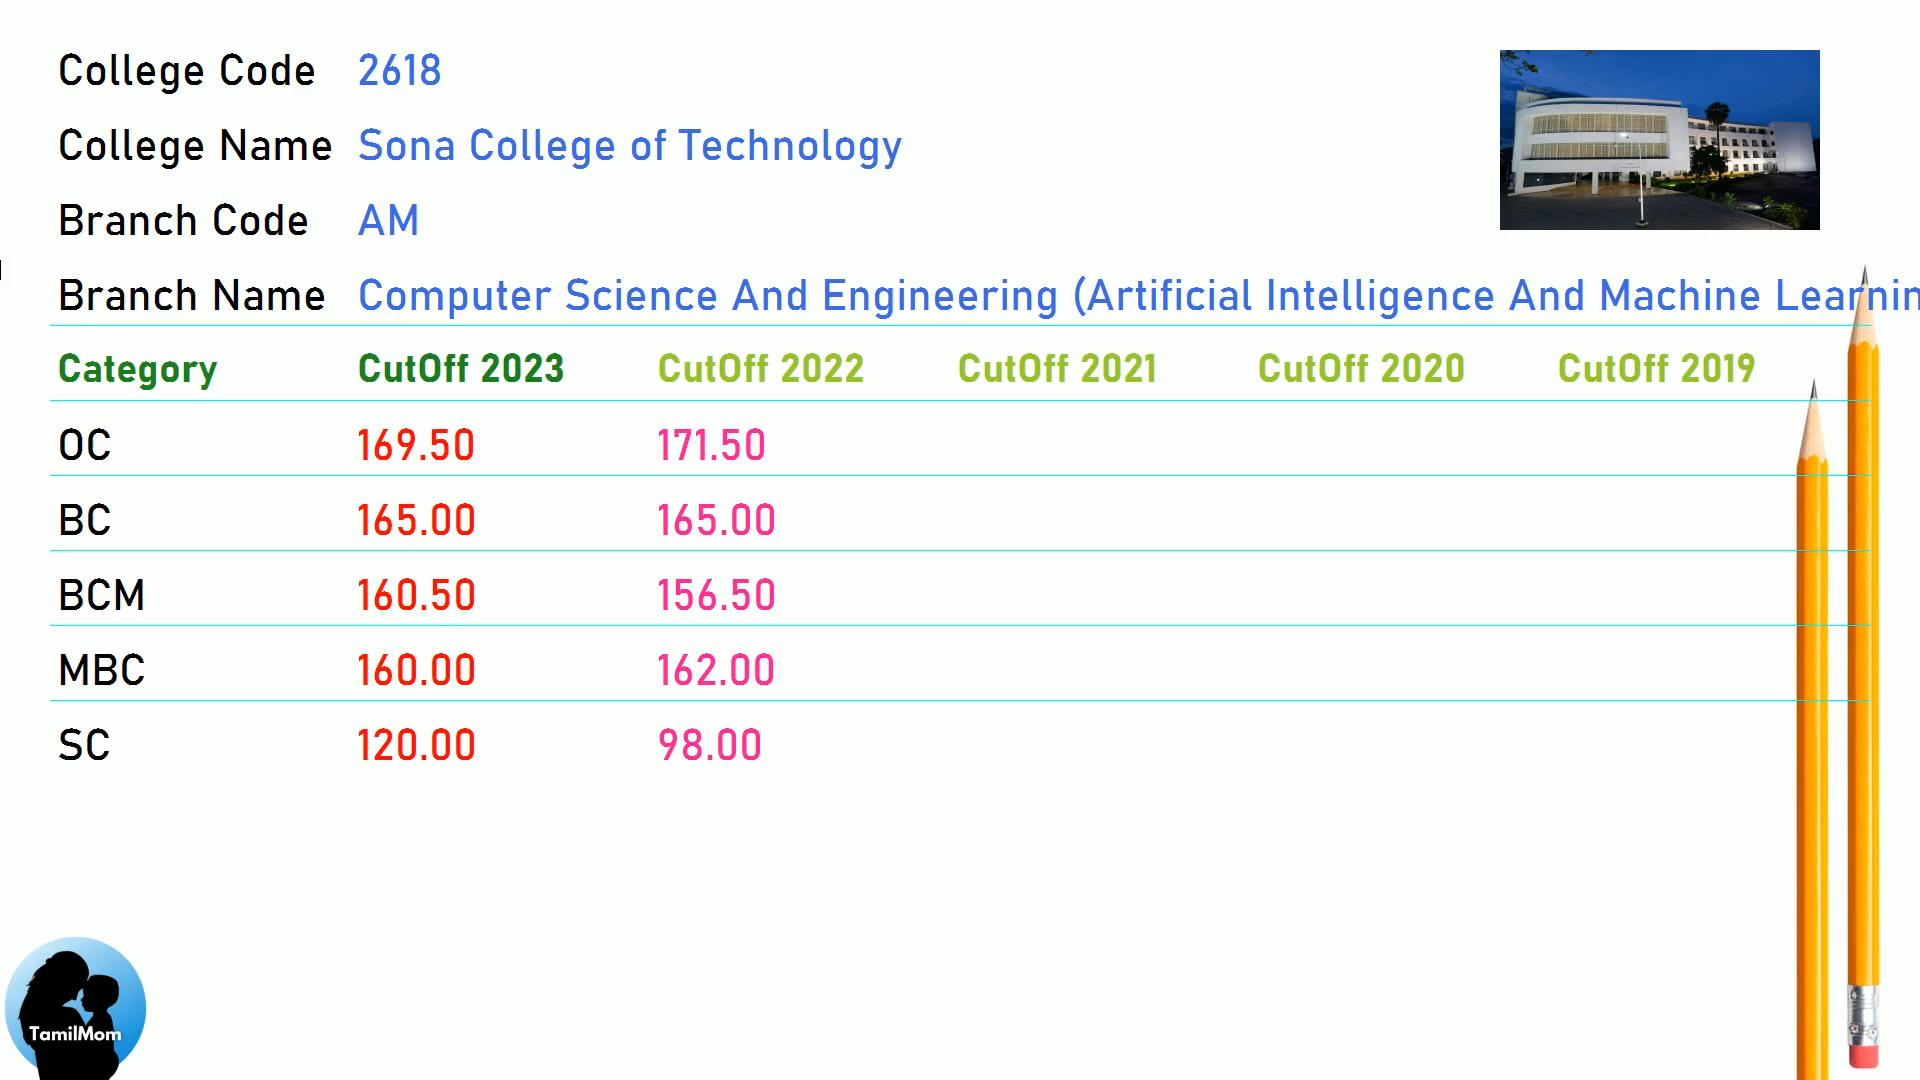 College Code 2618
College Name Sona College of Technology
Branch Code AM
Branch Name Computer Science And Engineering (Artificial Intelligence And Machine Learnin
Category CutOff 2023 CutOff 2022 CutOff 2021 CutOff 2020 CutOff 2019
OC 169.50 171.50
BC 165.00 165.00
BCM 160.50 156.50
MBC 160.00 162.00
SC 120.00 98.00
TamilMom